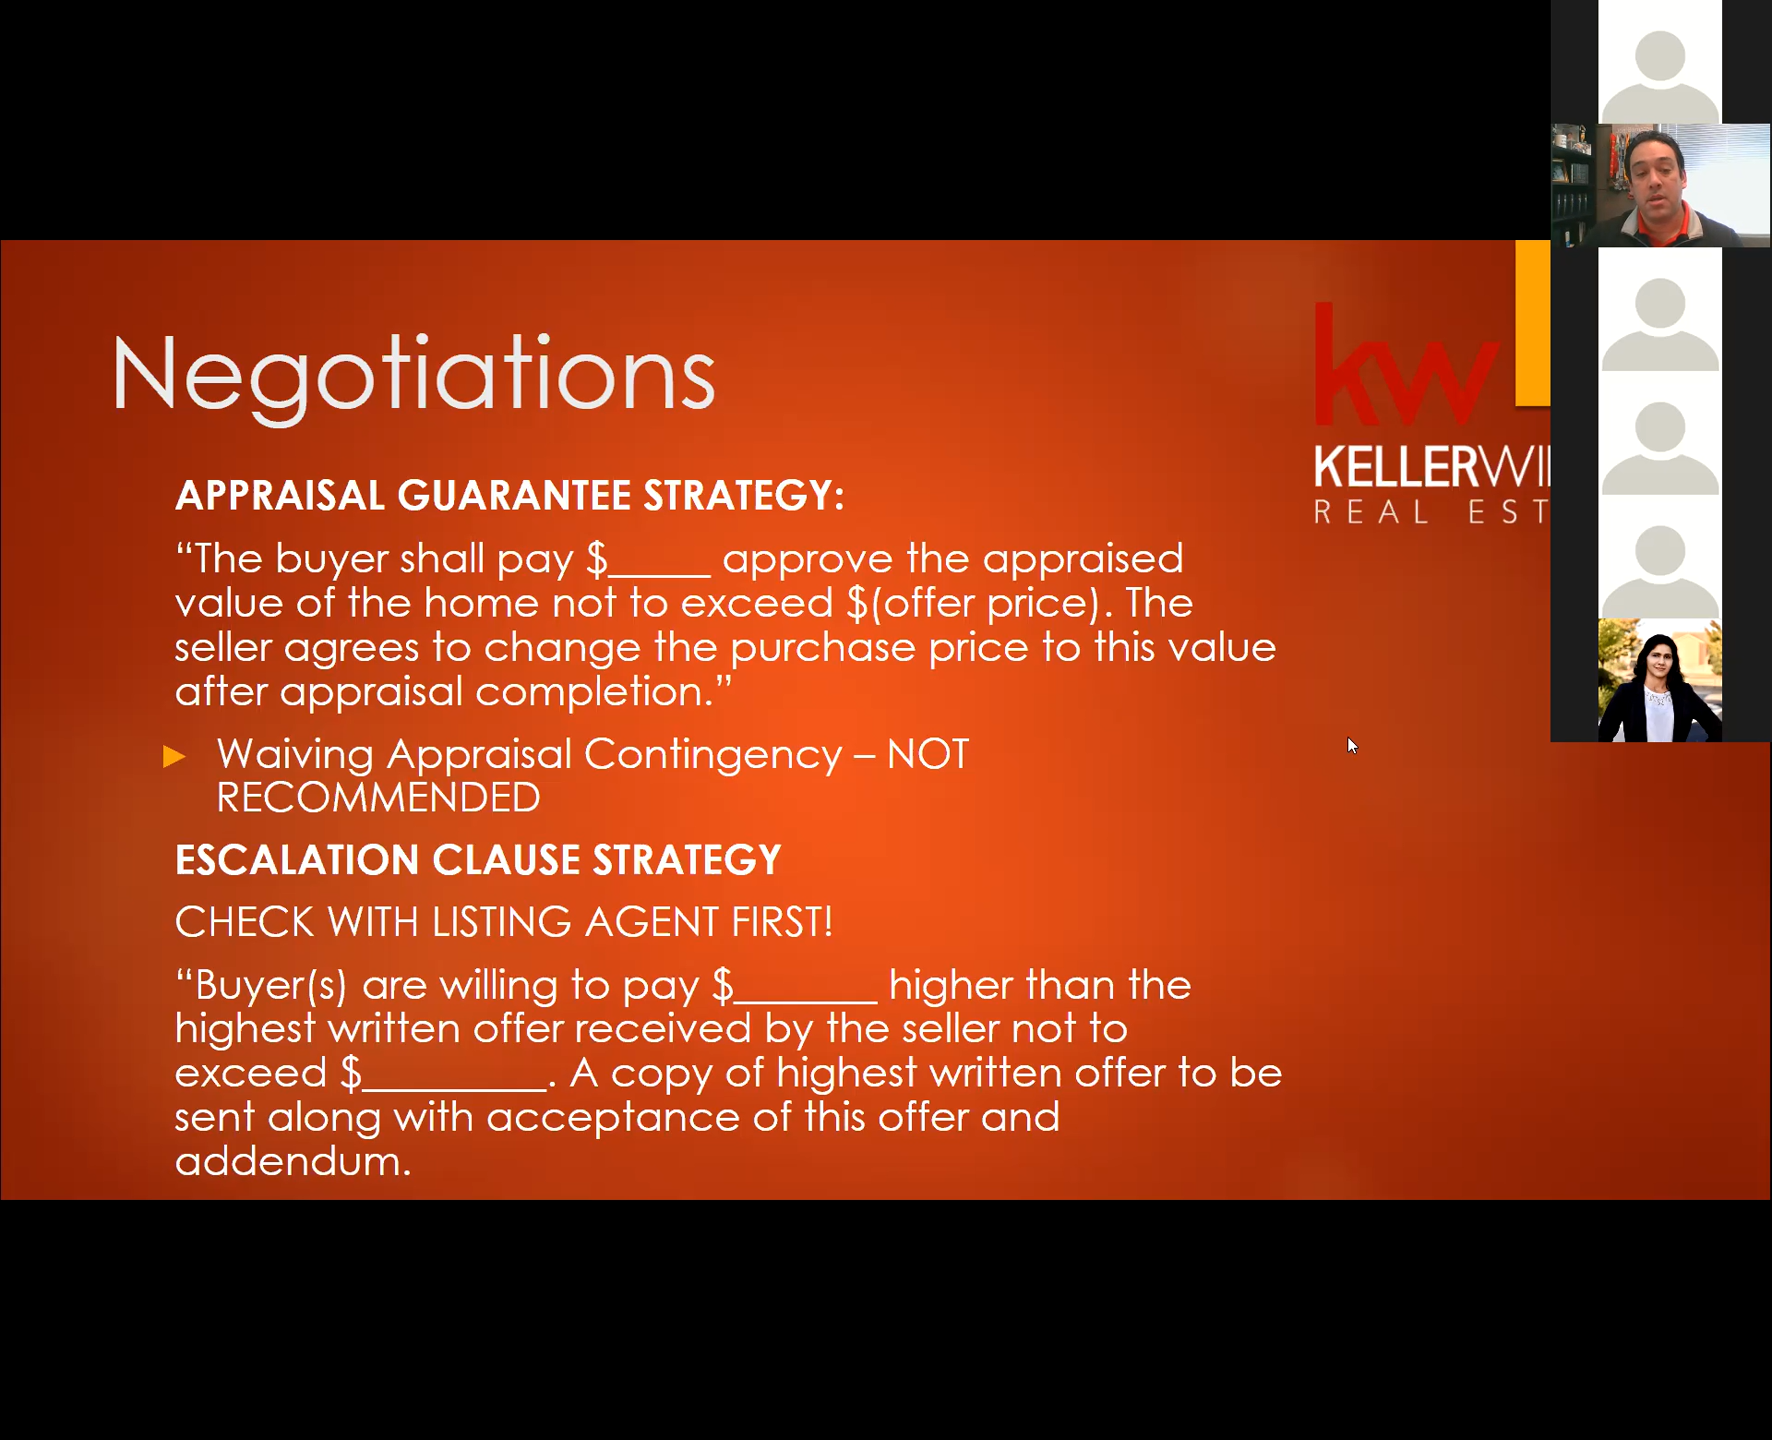 Negotiations
kw
KELLERWI
REAL EST
APPRAISAL GUARANTEE STRATEGY:
“The buyer shall pay $_____ approve the appraised
value of the home not to exceed $(offer price). The
seller agrees to change the purchase price to this value
after appraisal completion.”
Waiving Appraisal Contingency – NOT
RECOMMENDED
ESCALATION CLAUSE STRATEGY
CHECK WITH LISTING AGENT FIRST!
“Buyer(s) are willing to pay $_______ higher than the
highest written offer received by the seller not to
exceed $_________. A copy of highest written offer to be
sent along with acceptance of this offer and
addendum.